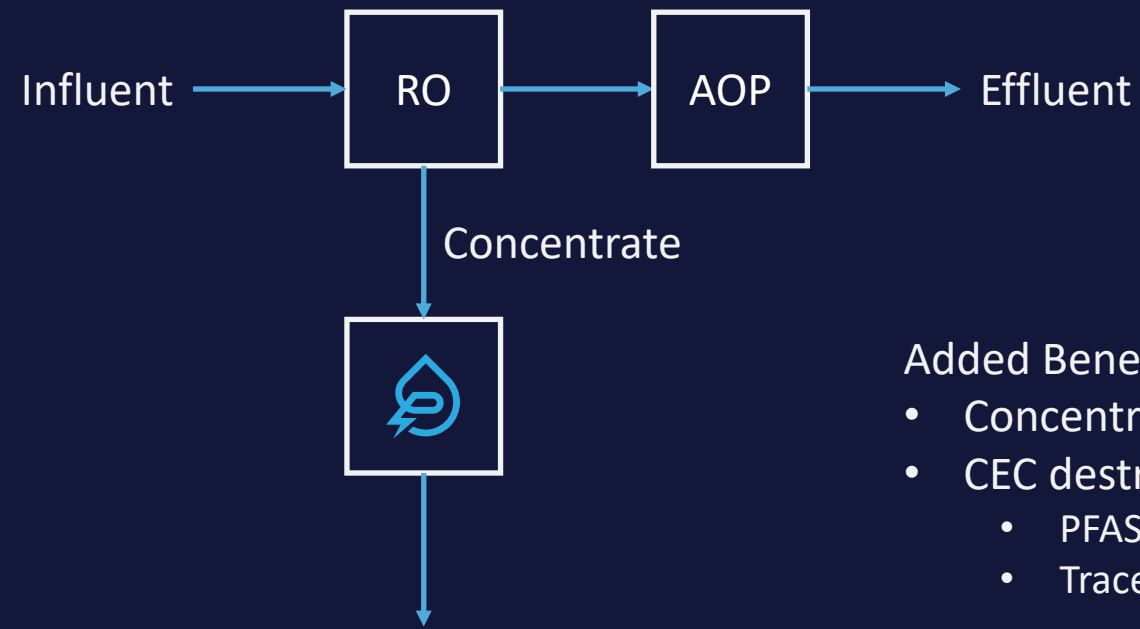 Influent RO AOP Effluent
Concentrate
Added Bene
• Concentr
• CEC destr
• PFAS
• Trace